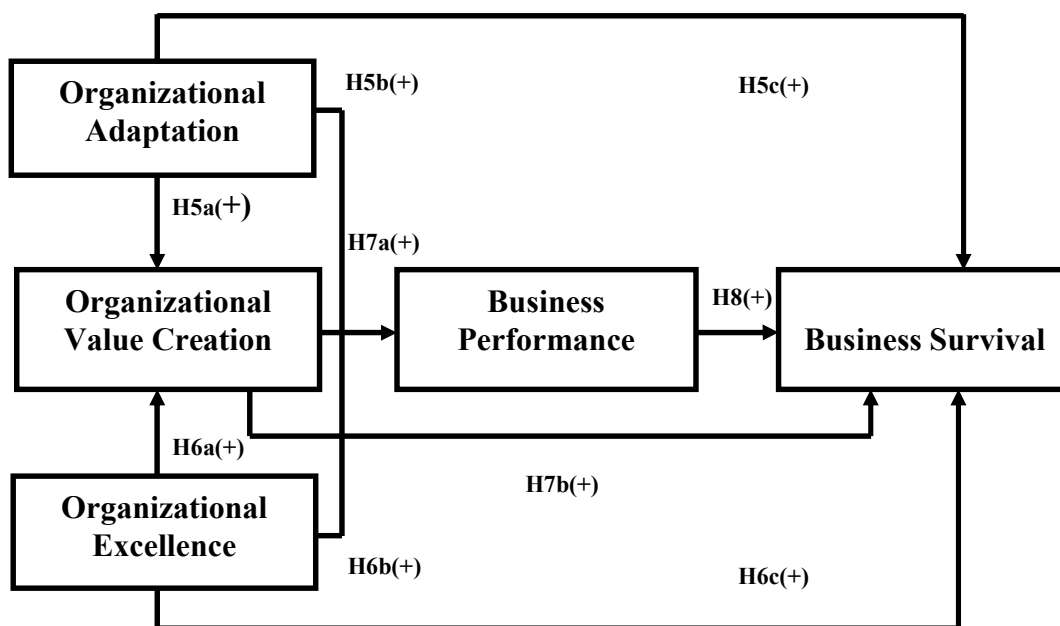 H5b(+)
H5c(+)
Organizational
Adaptation
H5a(+)
H7a(+)
Organizational
Value Creation
Business
Performance
H8(+)
Business Survival
H6a(+)
H7b(+)
Organizational
Excellence
H6b(+)
H6c(+)